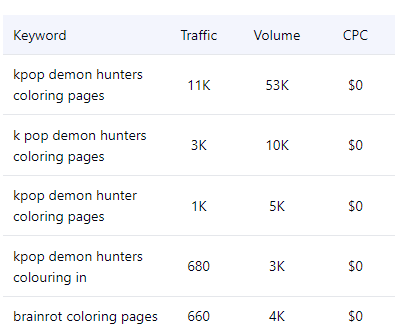 Keyword Traffic Volume CPC
kpop demon hunters
coloring pages 11K 53K $0
k pop demon hunters
coloring pages 3K 10K $0
kpop demon hunter
coloring pages 1K 5K $0
kpop demon hunters
colouring in 680 3K $0
brainrot coloring pages 660 4K $0